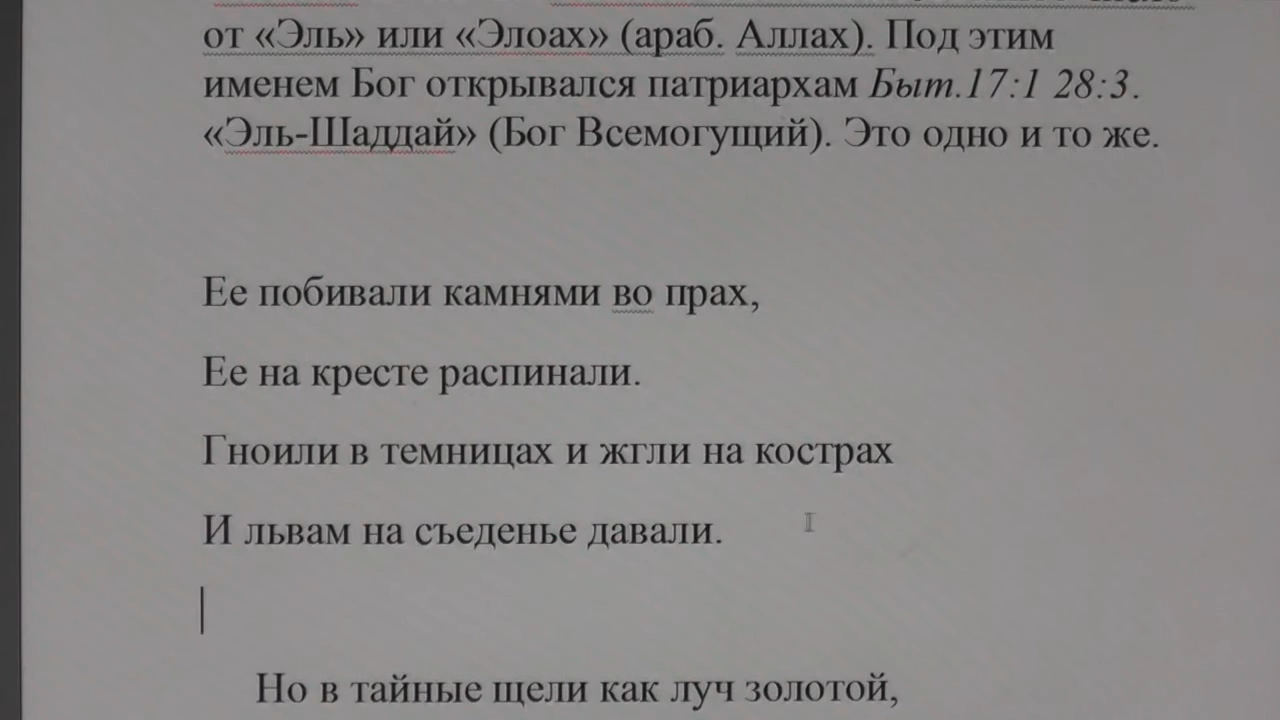 от «Эль» или «Элоах» (араб. Аллах). Под этим
именем Бог открывался патриархам Быт.17:1 28:3.
«Эль-Шаддай» (Бог Всемогущий). Это одно и то же.
Ее побивали камнями во прах,
Ее на кресте распинали.
Гноили в темницах и жгли на кострах
И львам на съеденье давали.
Но в тайные щели как луч золотой,